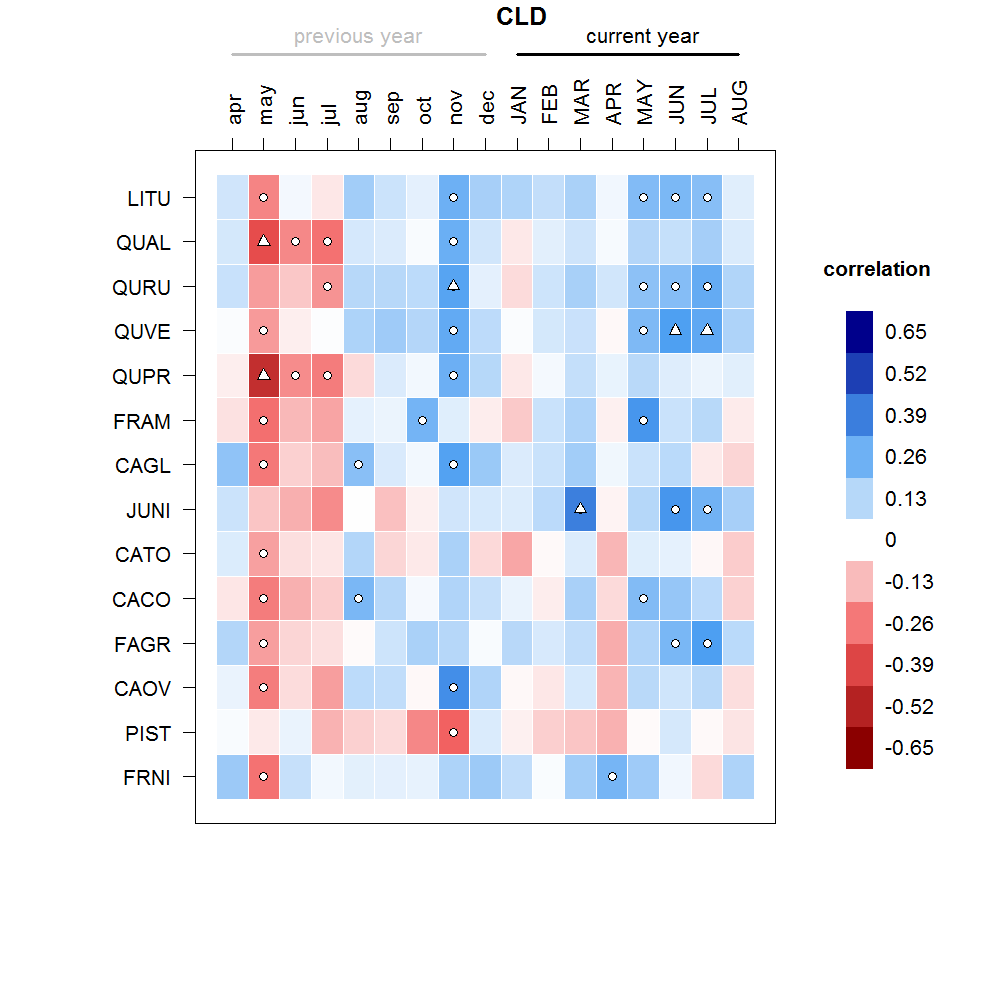 CLD
previous year current year
apr may jun jul aug sep oct nov dec JAN FEB MAR APR MAY JUN JUL AUG
LITU
QUAL
QURU
QUVE
QUPR
FRAM
CAGL
JUNI
CATO
CACO
FAGR
CAOV
PIST
FRNI
correlation
0.65
0.52
0.39
0.26
0.13
0
-0.13
-0.26
-0.39
-0.52
-0.65